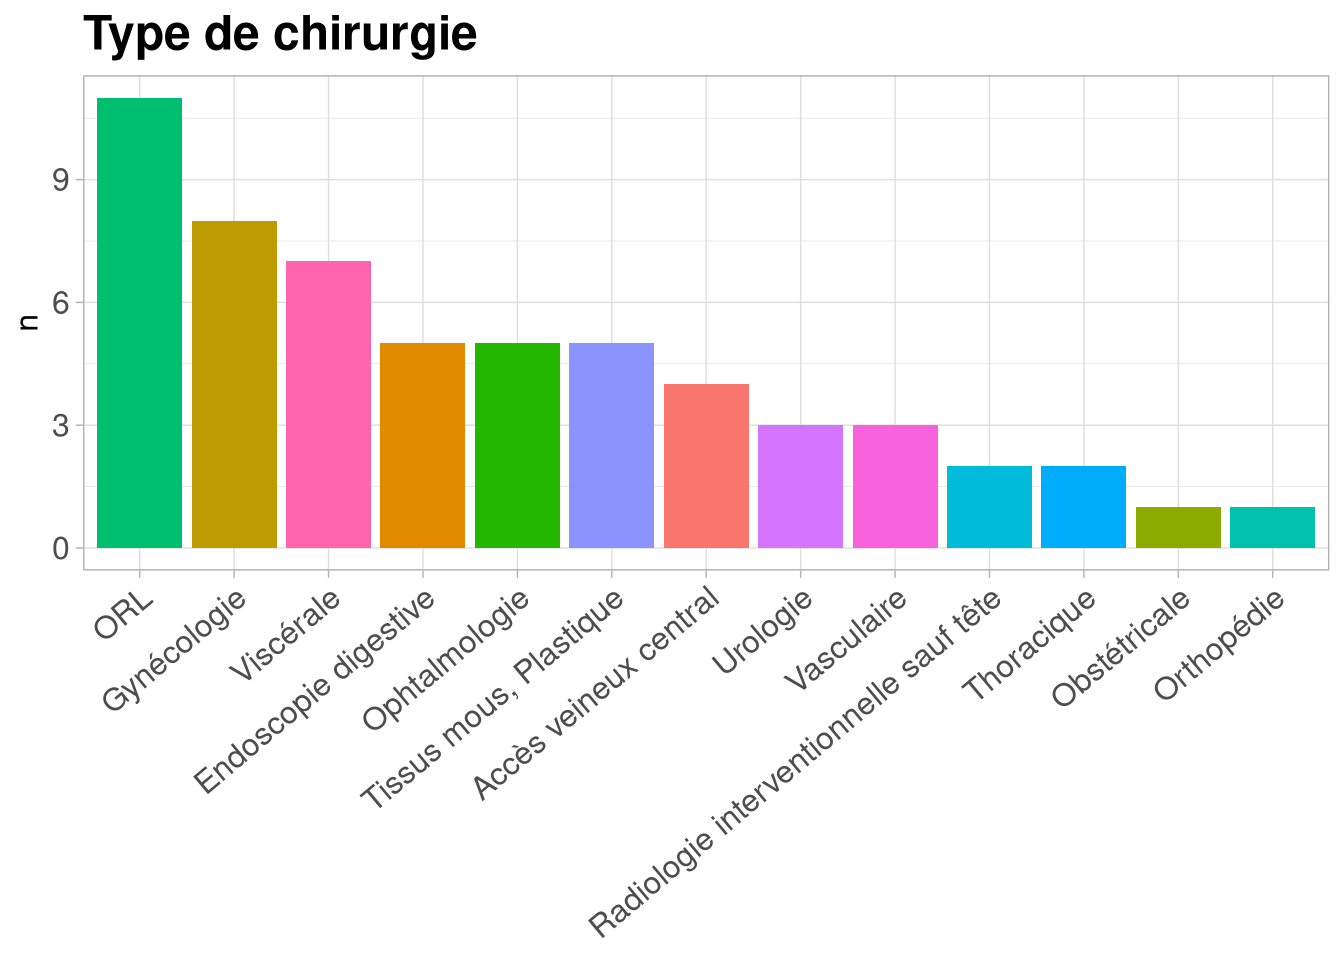 Type de chirurgie
n
9
6
3
0
ORL
Gynécologie
Viscérale
Endoscopie digestive
Ophtalmologie
Tissus mous, Plastique
Accès veineux central
Urologie
Vasculaire
Radiologie interventionnelle sauf tête
Thoracique
Obstétricale
Orthopédie